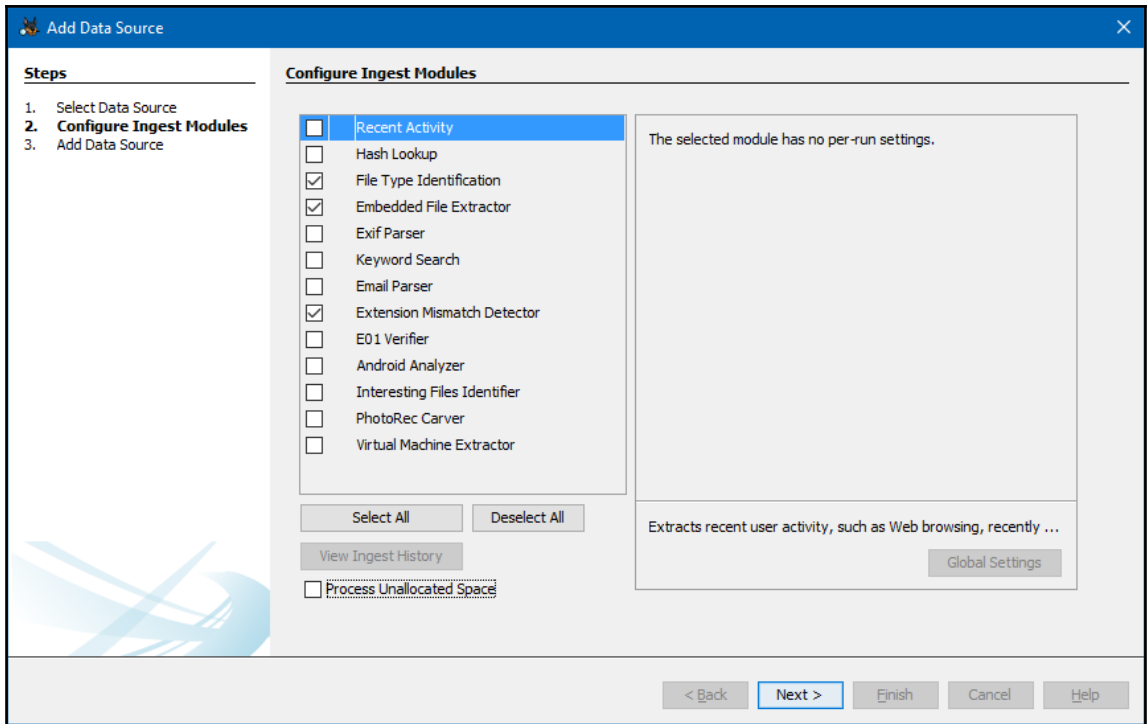 Add Data Source
Steps
1. Select Data Source
2. Configure Ingest Modules
3. Add Data Source
Configure Ingest Modules
Recent Activity
Hash Lookup
File Type Identification
Embedded File Extractor
Exif Parser
Keyword Search
Email Parser
Extension Mismatch Detector
E01 Verifier
Android Analyzer
Interesting Files Identifier
PhotoRec Carver
Virtual Machine Extractor
Select All Deselect All
View Ingest History
Process Unallocated Space
The selected module has no per-run settings.
Extracts recent user activity, such as Web browsing, recently ...
Global Settings
< Back Next > Finish Cancel Help